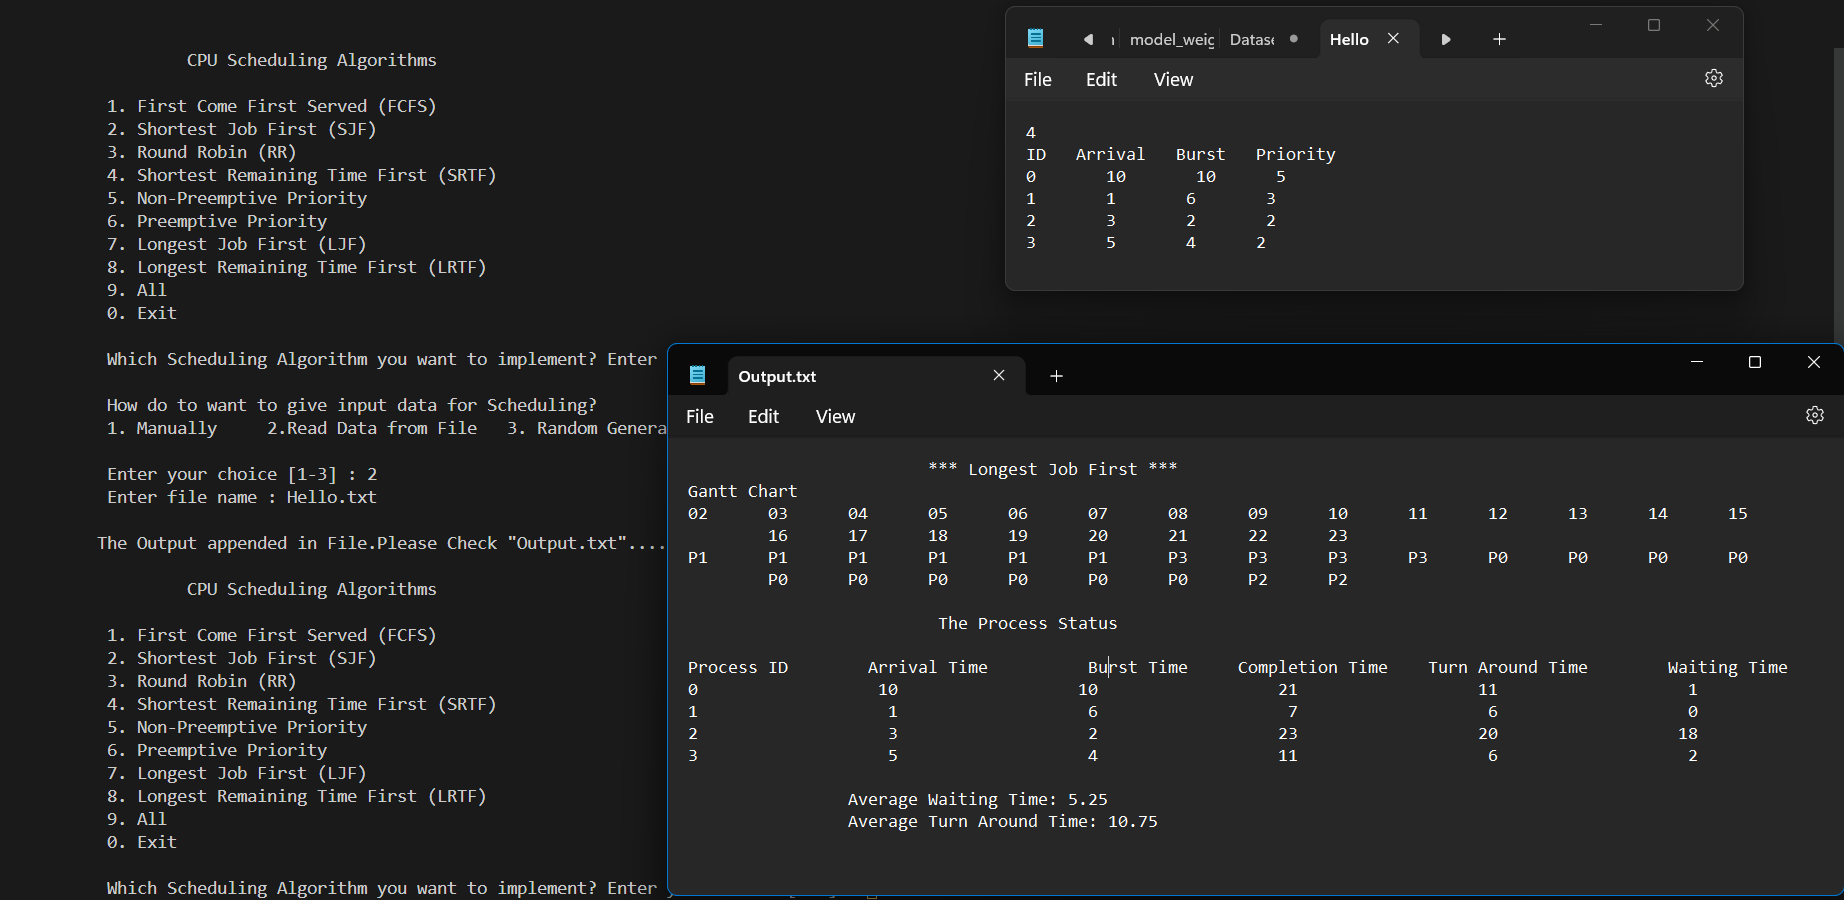 CPU Scheduling Algorithms
1. First Come First Served (FCFS)
2. Shortest Job First (SJF)
3. Round Robin (RR)
4. Shortest Remaining Time First (SRTF)
5. Non-Preemptive Priority
6. Preemptive Priority
7. Longest Job First (LJF)
8. Longest Remaining Time First (LRTF)
9. All
0. Exit
Which Scheduling Algorithm you want to implement? Enter
How do to want to give input data for Scheduling?
1. Manually 2.Read Data from File 3. Random Genera
Enter your choice [1-3] : 2
Enter file name : Hello.txt
The Output appended in File.Please Check "Output.txt"....
CPU Scheduling Algorithms
1. First Come First Served (FCFS)
2. Shortest Job First (SJF)
3. Round Robin (RR)
4. Shortest Remaining Time First (SRTF)
5. Non-Preemptive Priority
6. Preemptive Priority
7. Longest Job First (LJF)
8. Longest Remaining Time First (LRTF)
9. All
0. Exit
Which Scheduling Algorithm you want to implement? Enter
model_weig Datase Hello
File Edit View
4
ID Arrival Burst Priority
0 10 10 5
1 1 6 3
2 3 2 2
3 5 4 2
Output.txt
File Edit View
*** Longest Job First ***
Gantt Chart
02 03 04 05 06 07 08 09 10 11 12 13 14 15
16 17 18 19 20 21 22 23
P1 P1 P1 P1 P1 P1 P3 P3 P3 P3 P0 P0 P0 P0
P0 P0 P0 P0 P0 P0 P2 P2
The Process Status
Process ID Arrival Time Burst Time Completion Time Turn Around Time Waiting Time
0 10 10 21 11 1
1 1 6 7 6 0
2 3 2 23 20 18
3 5 4 11 6 2
Average Waiting Time: 5.25
Average Turn Around Time: 10.75